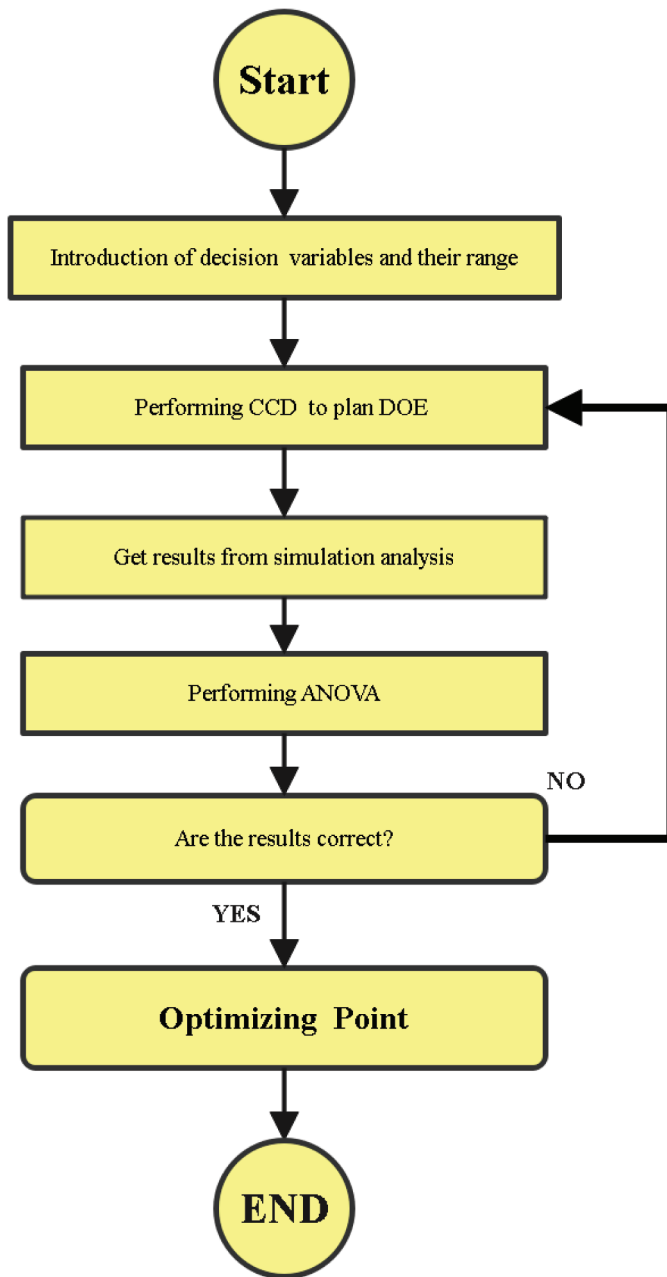 Start
Introduction of decision variables and their range
Performing CCD to plan DOE
Get results from simulation analysis
Performing ANOVA
NO
Are the results correct?
YES
Optimizing Point
END